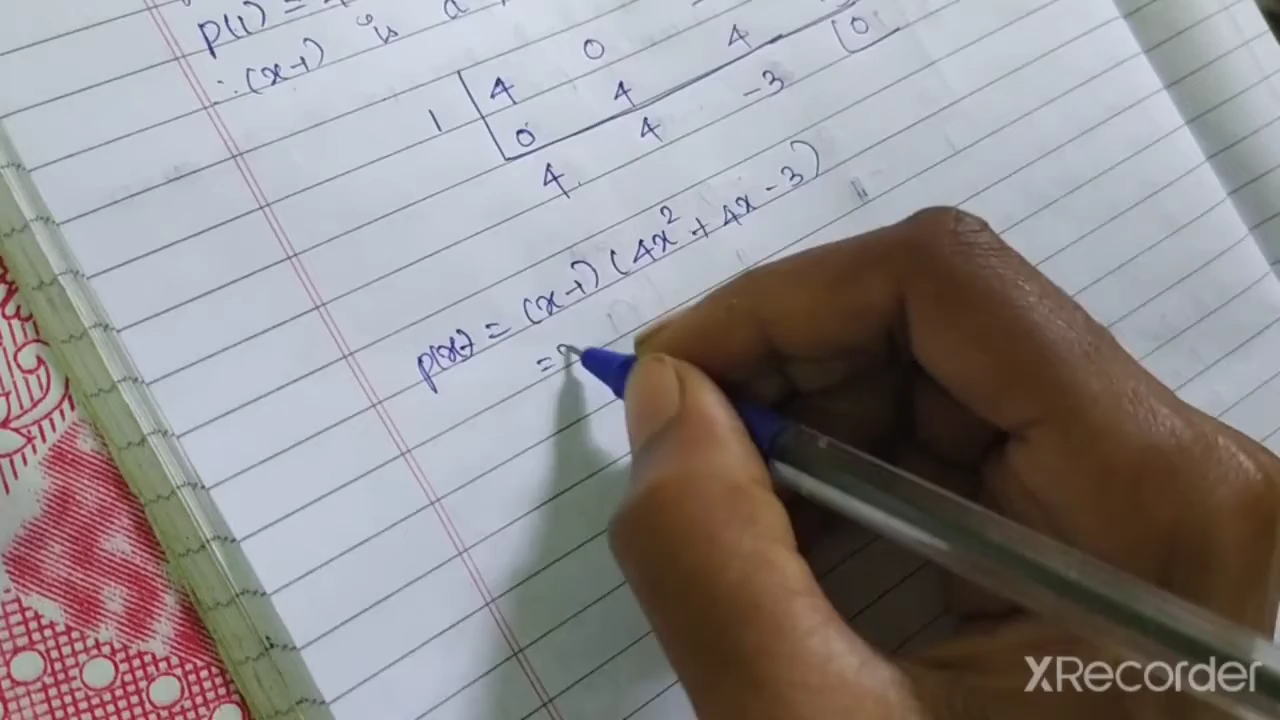 p(1) =
∴ (x-1) is a
4 0 4 0
1 0 4
4 4 -3
p(x) = (x-1) (4x² + 4x - 3)
=
XRecorder